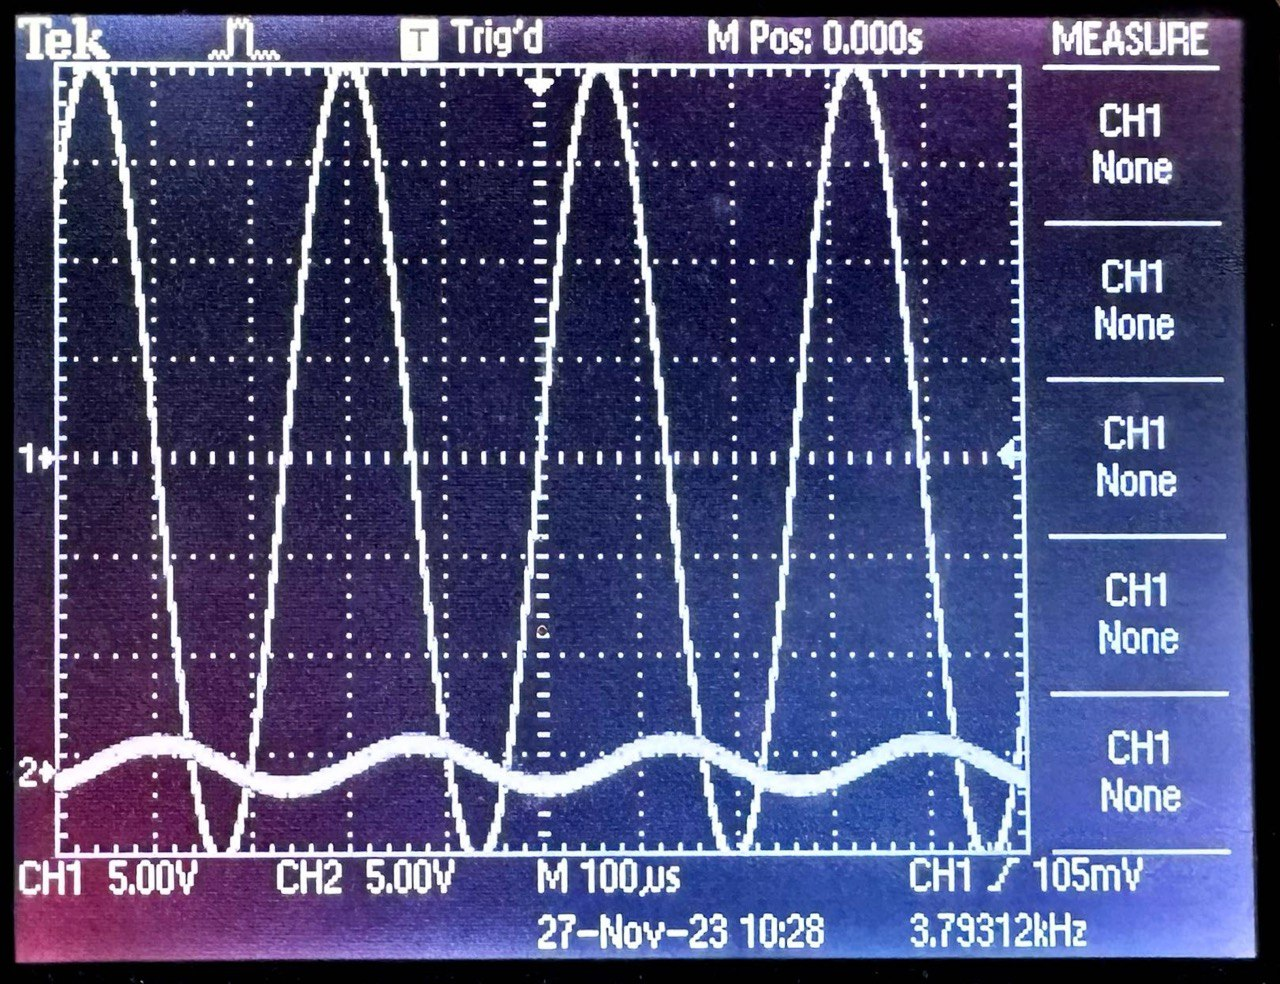 Tek T Trig'd M Pos: 0.000s MEASURE
CH1
None
CH1
None
1
CH1
None
CH1
None
2
CH1
None
CH1 5.00V CH2 5.00V M 100µs CH1 105mV
27-Nov-23 10:28 3.79312kHz